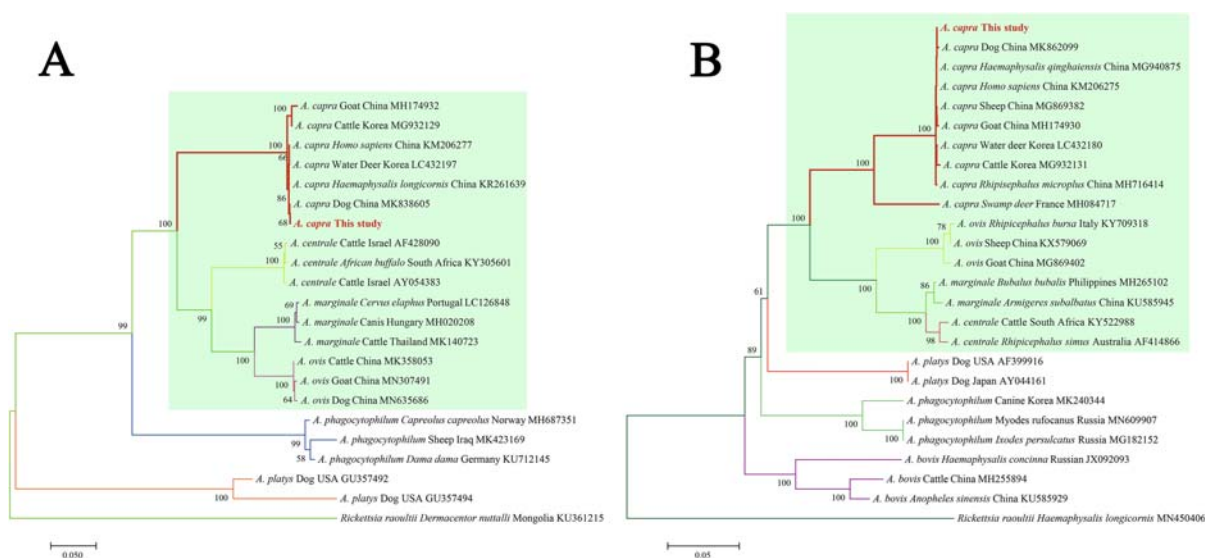 A
100
A. capra Goat China MH174932
A. capra Cattle Korea MG932129
100
A. capra Homo sapiens China KM206277
66
A. capra Water Deer Korea LC432197
A. capra Haemaphysalis longicornis China KR261639
86
A. capra Dog China MK838605
68
A. capra This study
100
55
A. centrale Cattle Israel AF428090
100
A. centrale African buffalo South Africa KY305601
A. centrale Cattle Israel AY054383
99
69
A. marginale Cervus elaphus Portugal LC126848
100
A. marginale Canis Hungary MH020208
A. marginale Cattle Thailand MK140723
100
A. ovis Cattle China MK358053
100
A. ovis Goat China MN307491
64
A. ovis Dog China MN635686
99
A. phagocytophilum Capreolus capreolus Norway MH687351
99
A. phagocytophilum Sheep Iraq MK423169
58
A. phagocytophilum Dama dama Germany KU712145
A. platys Dog USA GU357492
100
A. platys Dog USA GU357494
Rickettsia raoultii Dermacentor nuttalli Mongolia KU361215
0.050
B
A. capra This study
A. capra Dog China MK862099
A. capra Haemaphysalis qinghaiensis China MG940875
A. capra Homo sapiens China KM206275
A. capra Sheep China MG869382
100
A. capra Goat China MH174930
A. capra Water deer Korea LC432180
100
A. capra Cattle Korea MG932131
A. capra Rhipisephalus microplus China MH716414
A. capra Swamp deer France MH084717
100
78
A. ovis Rhipicephalus bursa Italy KY709318
100
A. ovis Sheep China KX579069
A. ovis Goat China MG869402
100
86
A. marginale Bubalus bubalis Philippines MH265102
A. marginale Armigeres subalbatus China KU585945
100
A. centrale Cattle South Africa KY522988
98
A. centrale Rhipicephalus simus Australia AF414866
61
A. platys Dog USA AF399916
100
A. platys Dog Japan AY044161
89
A. phagocytophilum Canine Korea MK240344
100
A. phagocytophilum Myodes rufocanus Russia MN609907
100
A. phagocytophilum Ixodes persulcatus Russia MG182152
100
A. bovis Haemaphysalis concinna Russian JX092093
100
A. bovis Cattle China MH255894
100
A. bovis Anopheles sinensis China KU585929
Rickettsia raoultii Haemaphysalis longicornis MN450406
0.05